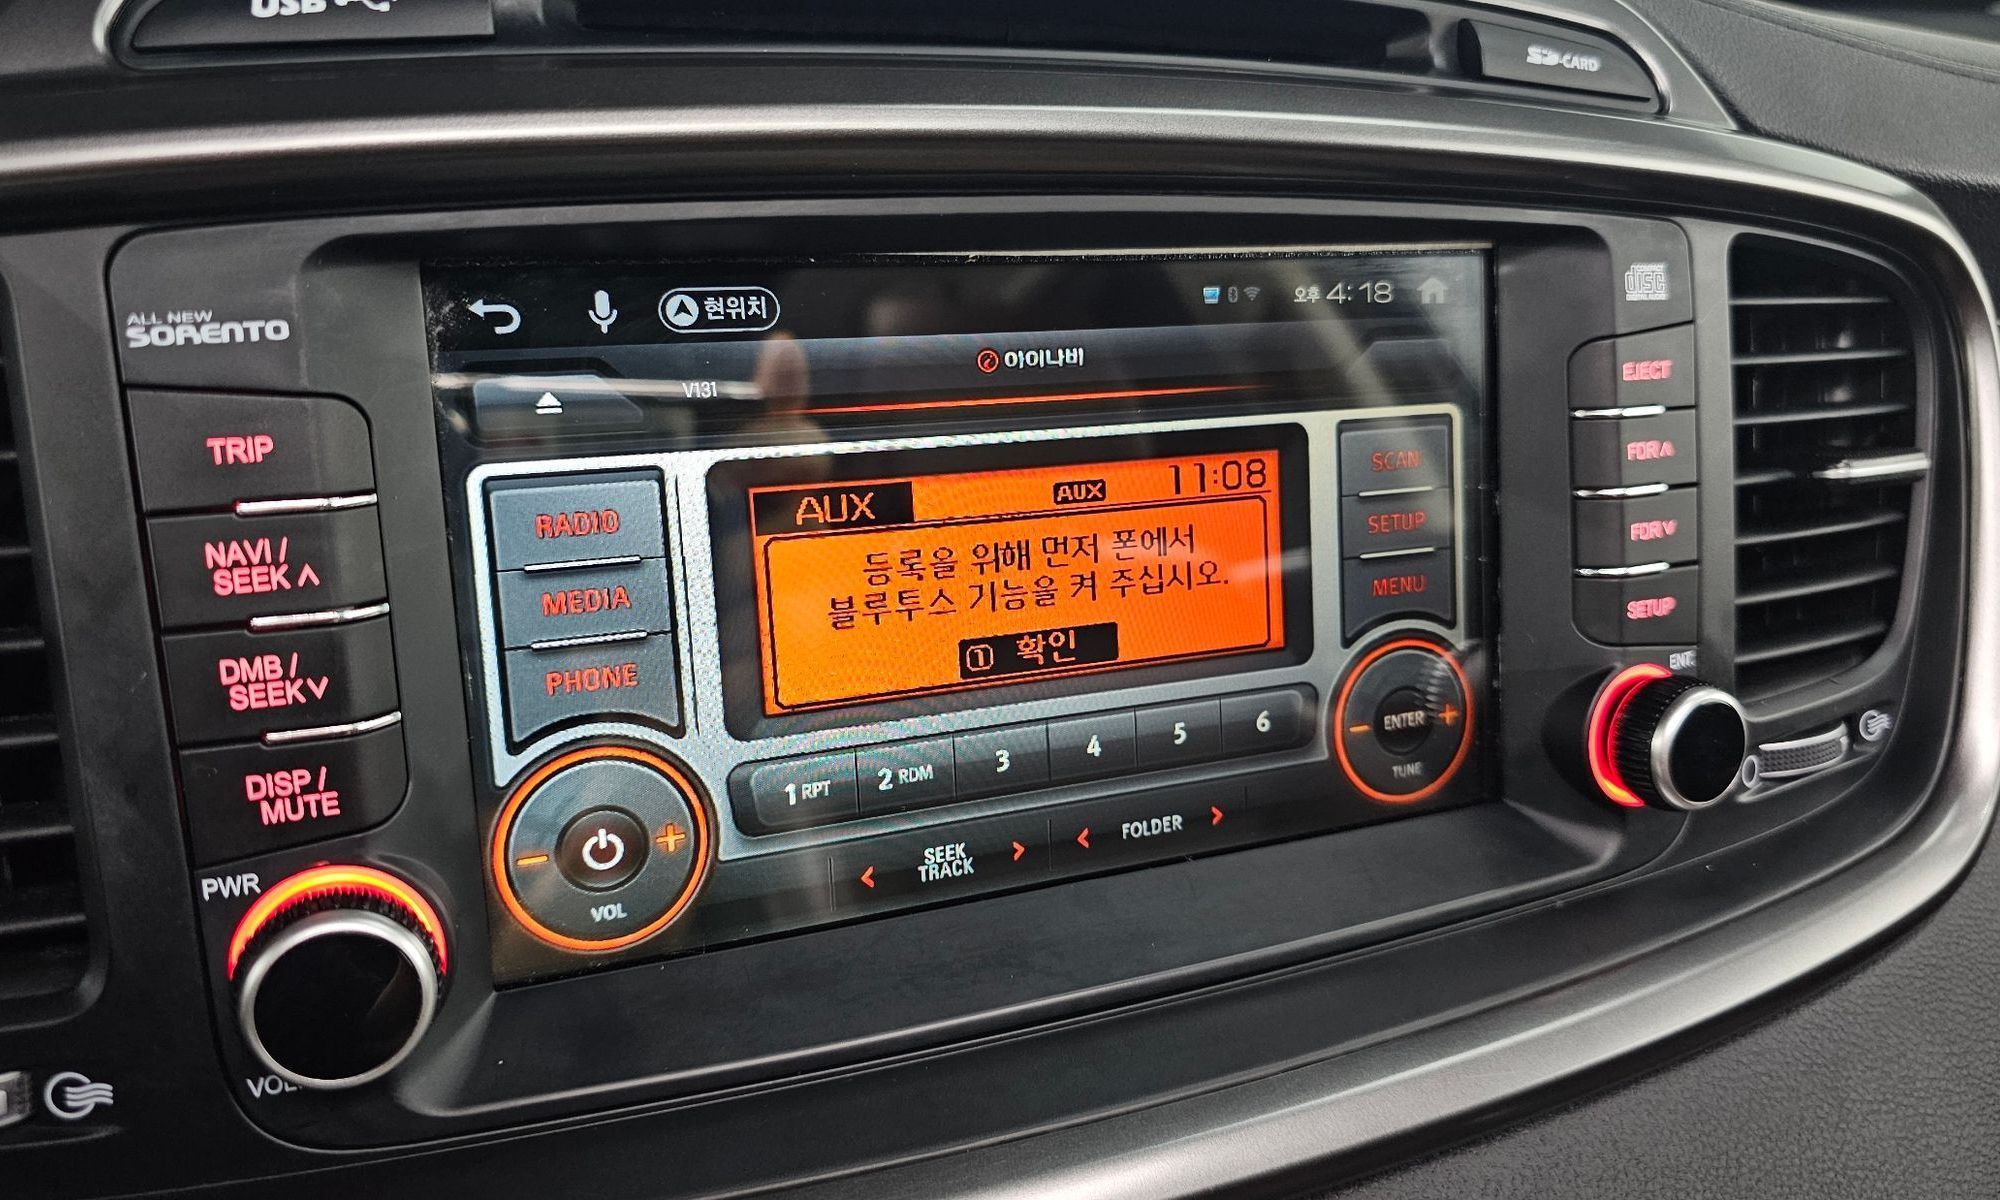 USB
SD-CARD
ALL NEW
SORENTO
현위치
오후 4:18
COMPACT
disc
DIGITAL AUDIO
아이나비
V131
TRIP
NAVI /
SEEK ∧
DMB /
SEEK ∨
DISP /
MUTE
PWR
VOL
RADIO
MEDIA
PHONE
AUX
AUX
11:08
등록을 위해 먼저 폰에서
블루투스 기능을 켜 주십시오.
① 확인
SCAN
SETUP
MENU
1 RPT
2 RDM
3
4
5
6
- +
VOL
< SEEK TRACK >
< FOLDER >
- ENTER +
TUNE
EJECT
FDR ∧
FDR ∨
SETUP
ENT.